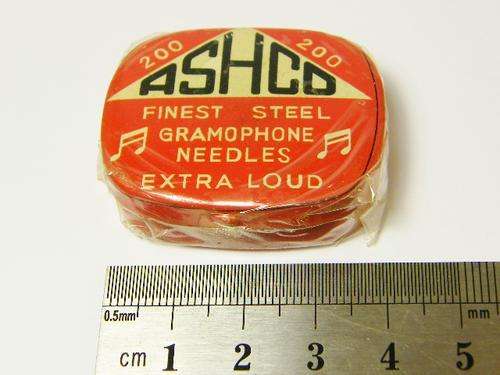 200 200
ASHCO
FINEST STEEL
GRAMOPHONE
NEEDLES
EXTRA LOUD
0.5mm mm
cm 1 2 3 4 5